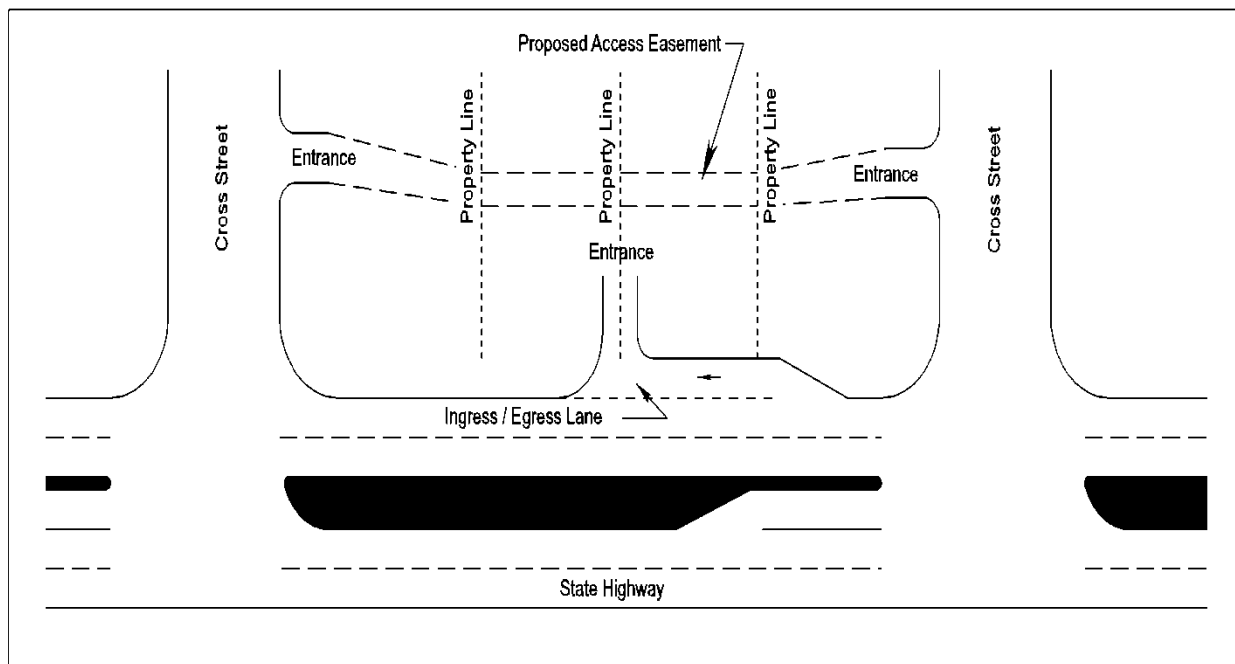 Proposed Access Easement
Cross Street
Entrance
Property Line
Property Line
Property Line
Entrance
Cross Street
Entrance
Ingress / Egress Lane
State Highway